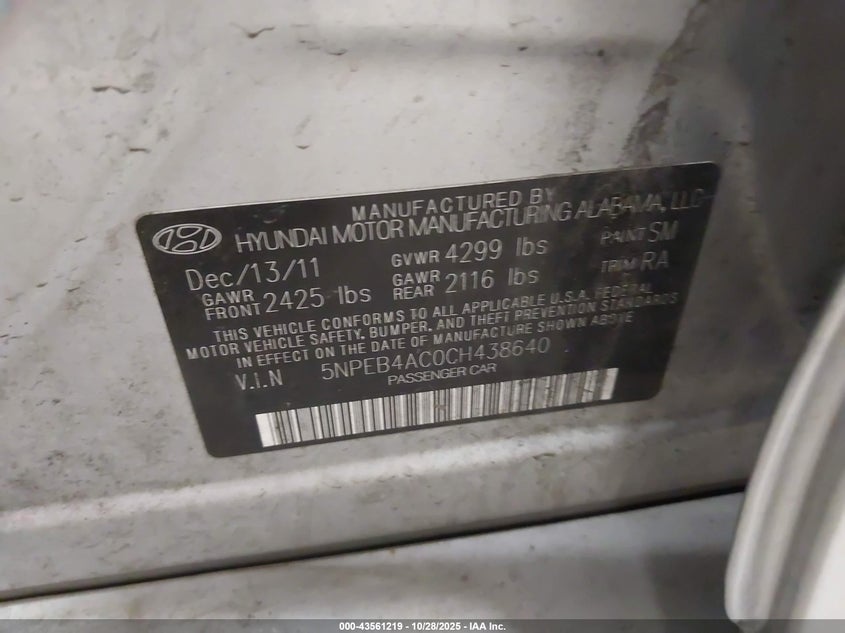 MANUFACTURED BY
HYUNDAI MOTOR MANUFACTURING ALABAMA, LLC
Dec/13/11 GVWR 4299 lbs PAINT SM
GAWR FRONT 2425 lbs GAWR REAR 2116 lbs TRIM RA
THIS VEHICLE CONFORMS TO ALL APPLICABLE U.S.A. FEDERAL
MOTOR VEHICLE SAFETY, BUMPER, AND THEFT PREVENTION STANDARDS
IN EFFECT ON THE DATE OF MANUFACTURE SHOWN ABOVE
V.I.N 5NPEB4AC0CH438640
PASSENGER CAR
000-43561219 | 10/28/2025 - IAA Inc.